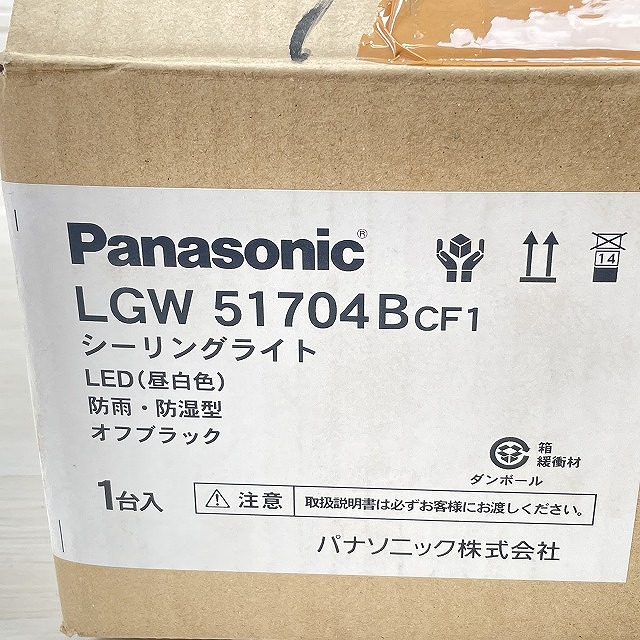 Panasonic®
LGW 51704B CF1
14
シーリングライト
LED(昼白色)
防雨・防湿型
オフブラック
箱
緩衝材
ダンボール
1台入
注意
取扱説明書は必ずお客様にお渡しください。
パナソニック株式会社